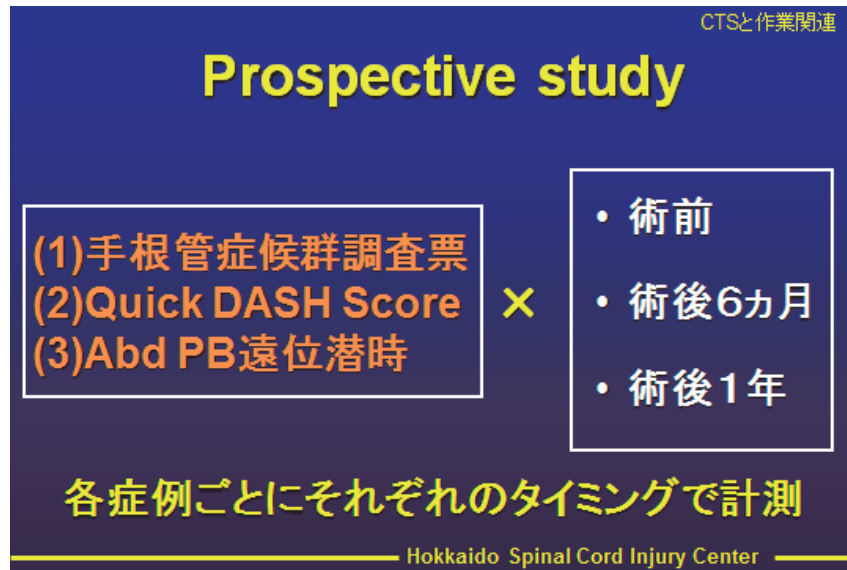 CTSと作業関連
Prospective study
(1)手根管症候群調査票
(2)Quick DASH Score
(3)Abd PB遠位潜時
×
・術前
・術後6ヵ月
・術後1年
各症例ごとにそれぞれのタイミングで計測
Hokkaido Spinal Cord Injury Center